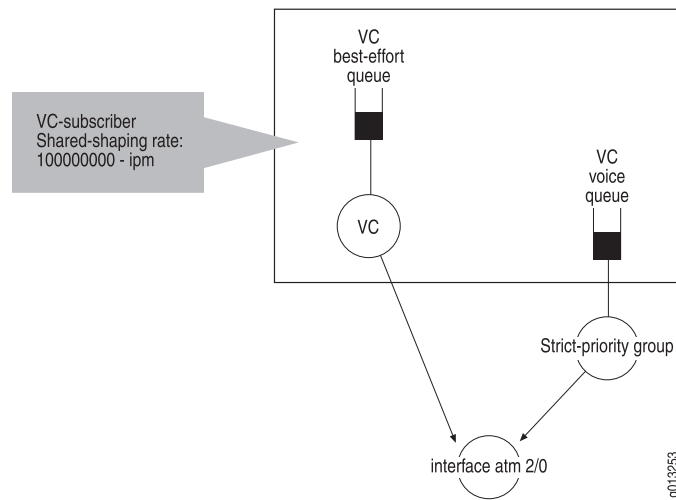 VC
best-effort
queue
VC-subscriber
Shared-shaping rate:
100000000 - ipm
VC
voice
queue
VC
Strict-priority group
interface atm 2/0
g013253